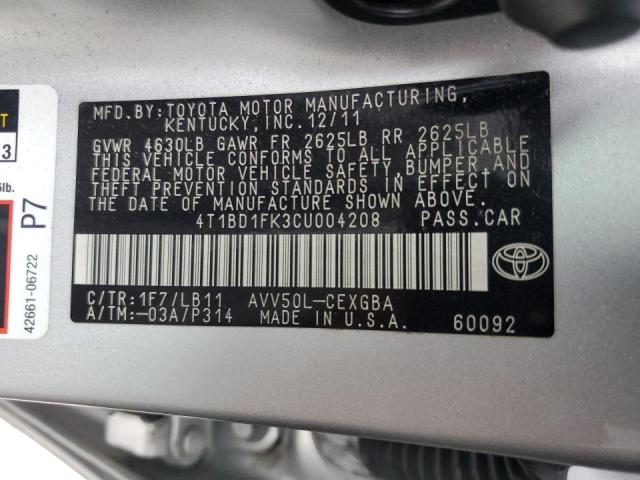 MFD.BY:TOYOTA MOTOR MANUFACTURING,
KENTUCKY,INC.12/11
GVWR 4630LB GAWR FR 2625LB RR 2625LB
THIS VEHICLE CONFORMS TO ALL APPLICABLE
FEDERAL MOTOR VEHICLE SAFETY,BUMPER,AND
THEFT PREVENTION STANDARDS IN EFFECT ON
THE DATE OF MANUFACTURE SHOWN ABOVE.
4T1BD1FK3CU004208 PASS.CAR
C/TR:1F7/LB11 AVV50L-CEXGBA
A/TM:-03A/P314 MADE IN U.S.A. 60092
3
lb.
P7
42661-06722